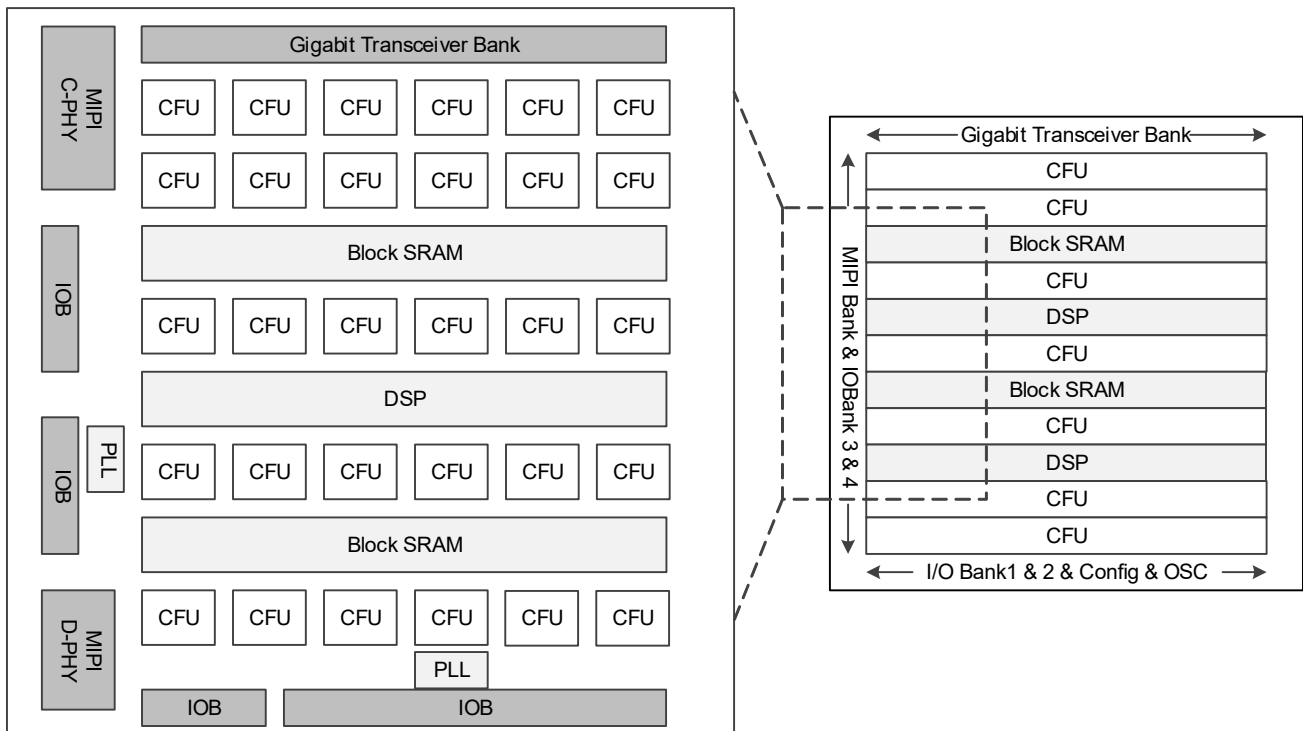 Gigabit Transceiver Bank
MIPI
C-PHY
CFU CFU CFU CFU CFU CFU
CFU CFU CFU CFU CFU CFU
Block SRAM
IOB
CFU CFU CFU CFU CFU CFU
DSP
IOB
PLL
CFU CFU CFU CFU CFU CFU
Block SRAM
MIPI
D-PHY
CFU CFU CFU CFU CFU CFU
PLL
IOB IOB
Gigabit Transceiver Bank
MIPI Bank & IOBank 3 & 4
CFU
CFU
Block SRAM
CFU
DSP
CFU
Block SRAM
CFU
DSP
CFU
CFU
I/O Bank1 & 2 & Config & OSC